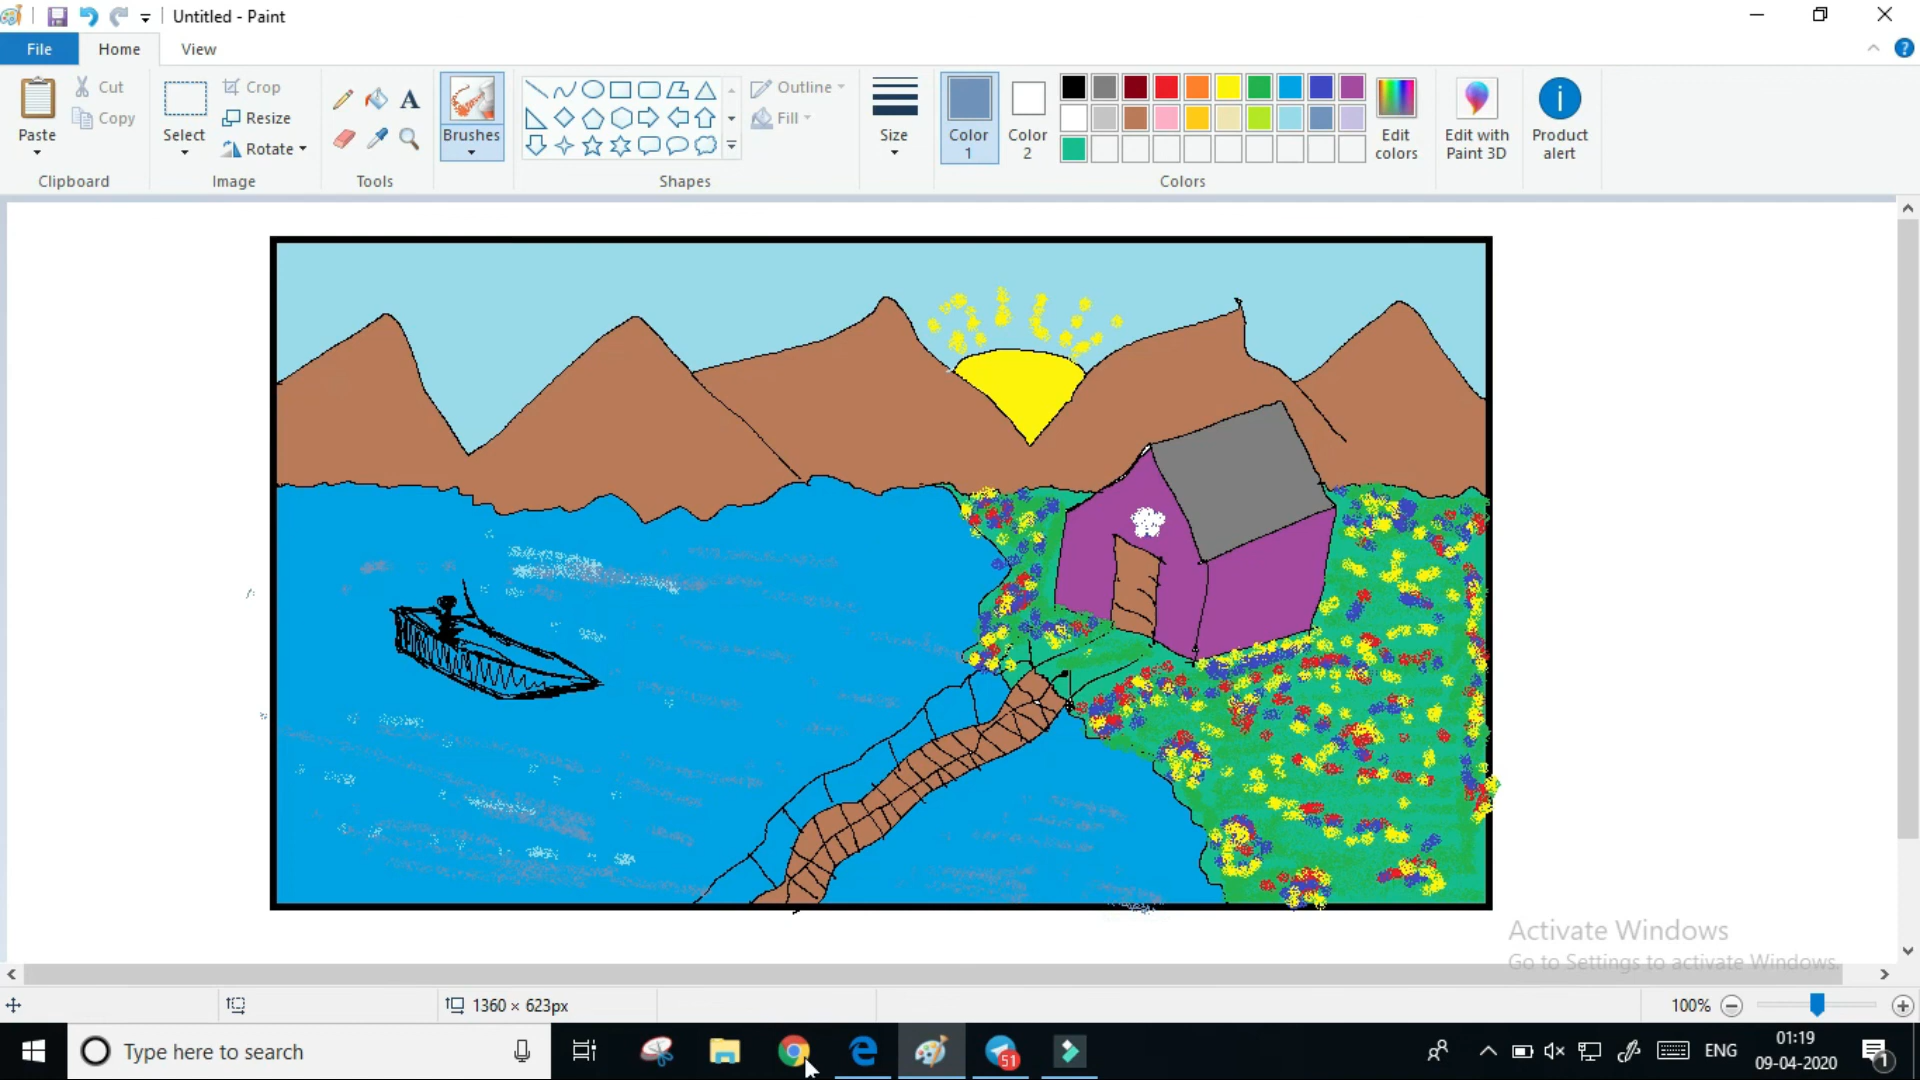 Untitled - Paint
File Home View
Paste
Cut
Copy
Clipboard
Select
Crop
Resize
Rotate
Image
A
Tools
Brushes
Shapes
Outline
Fill
Size
Color 1
Color 2
Colors
Edit colors
Edit with Paint 3D
Product alert
Activate Windows
Go to Settings to activate Windows.
1360 × 623px
100%
Type here to search
51
ENG
01:19
09-04-2020
1